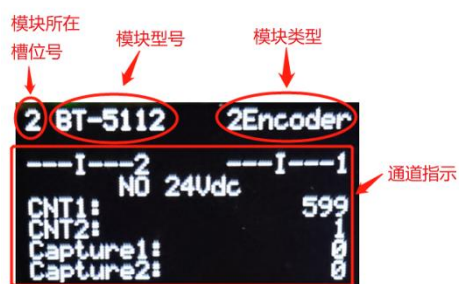 模块所在
槽位号
模块型号
模块类型
2 BT-5112 2Encoder
---I---2 ---I---1
NO 24Vdc
CNT1: 599
CNT2: 1
Capture1: 0
Capture2: 0
通道指示